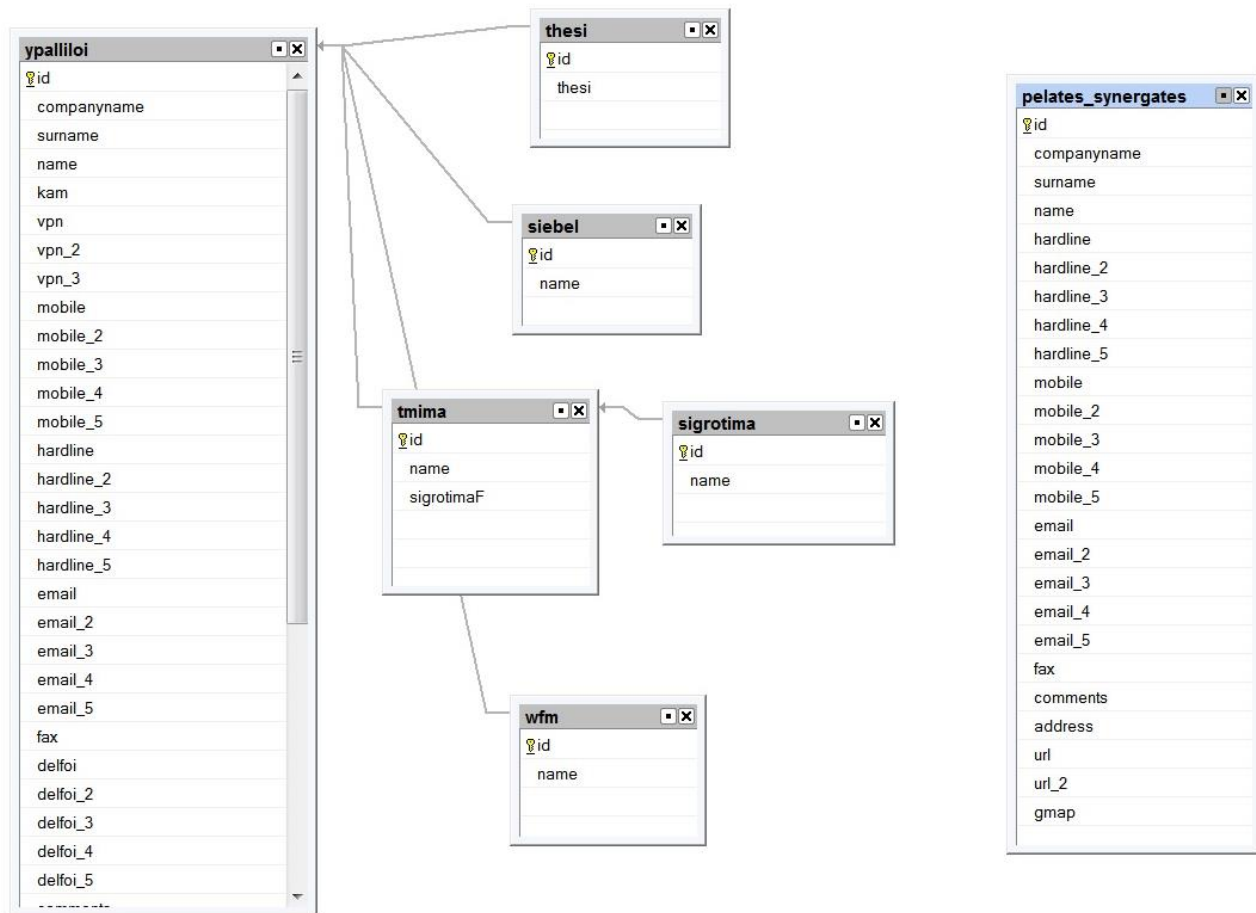 ypalliloi
id
companyname
surname
name
kam
vpn
vpn_2
vpn_3
mobile
mobile_2
mobile_3
mobile_4
mobile_5
hardline
hardline_2
hardline_3
hardline_4
hardline_5
email
email_2
email_3
email_4
email_5
fax
delfoi
delfoi_2
delfoi_3
delfoi_4
delfoi_5
thesi
id
thesi
siebel
id
name
tmima
id
name
sigrotimaF
sigrotima
id
name
wfm
id
name
pelates_synergates
id
companyname
surname
name
hardline
hardline_2
hardline_3
hardline_4
hardline_5
mobile
mobile_2
mobile_3
mobile_4
mobile_5
email
email_2
email_3
email_4
email_5
fax
comments
address
url
url_2
gmap